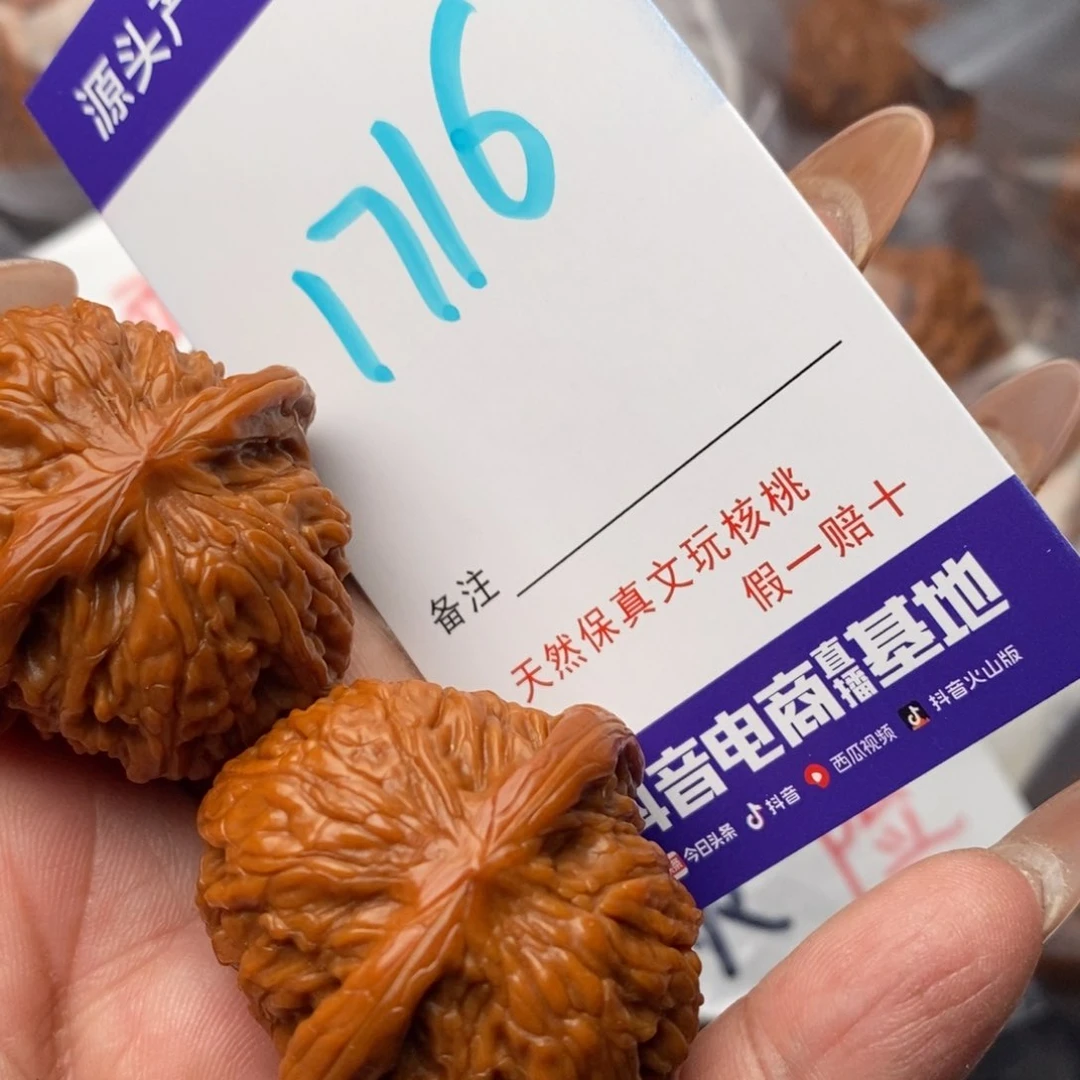 源头产
1716
备注
天然保真文玩核桃
假一赔十
抖音电商直播基地
今日头条 抖音 西瓜视频 抖音火山版